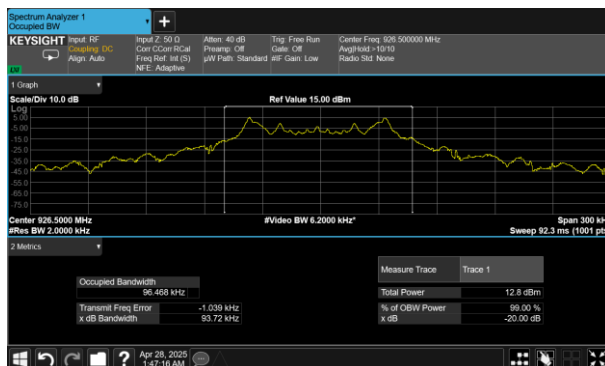 Spectrum Analyzer 1
Occupied BW
KEYSIGHT Input: RF
Coupling: DC
Align: Auto
Input Z: 50 Ω
Corr CCorr RCal
Freq Ref: Int (S)
NFE: Adaptive
Atten: 40 dB
Preamp: Off
µW Path: Standard
Trig: Free Run
Gate: Off
#IF Gain: Low
Center Freq: 926.500000 MHz
Avg|Hold:>10/10
Radio Std: None
1 Graph
Scale/Div 10.0 dB
Ref Value 15.00 dBm
Log
5.00
-5.00
-15.0
-25.0
-35.0
-45.0
-55.0
-65.0
-75.0
Center 926.5000 MHz
#Video BW 6.2000 kHz*
Span 300 kH
#Res BW 2.0000 kHz
Sweep 92.3 ms (1001 pts
2 Metrics
Measure Trace Trace 1
Occupied Bandwidth
96.468 kHz
Total Power 12.8 dBm
Transmit Freq Error -1.039 kHz
% of OBW Power 99.00 %
x dB Bandwidth 93.72 kHz
x dB -20.00 dB
?
Apr 28, 2025
1:47:16 AM